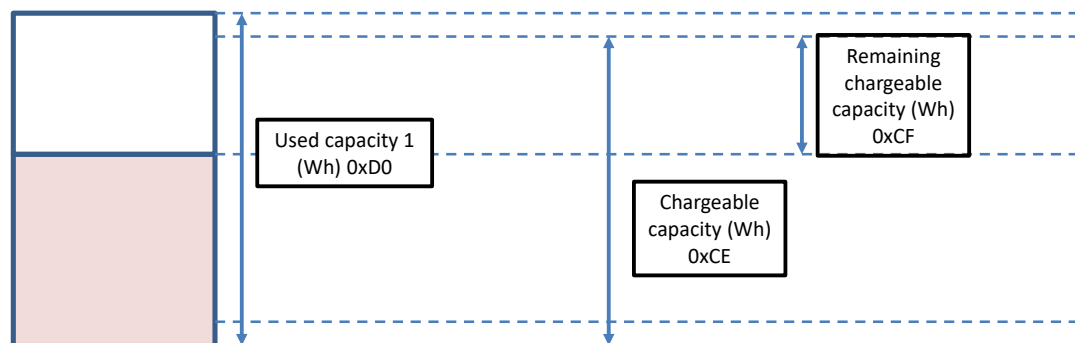 Used capacity 1
(Wh) 0xD0
Chargeable
capacity (Wh)
0xCE
Remaining
chargeable
capacity (Wh)
0xCF